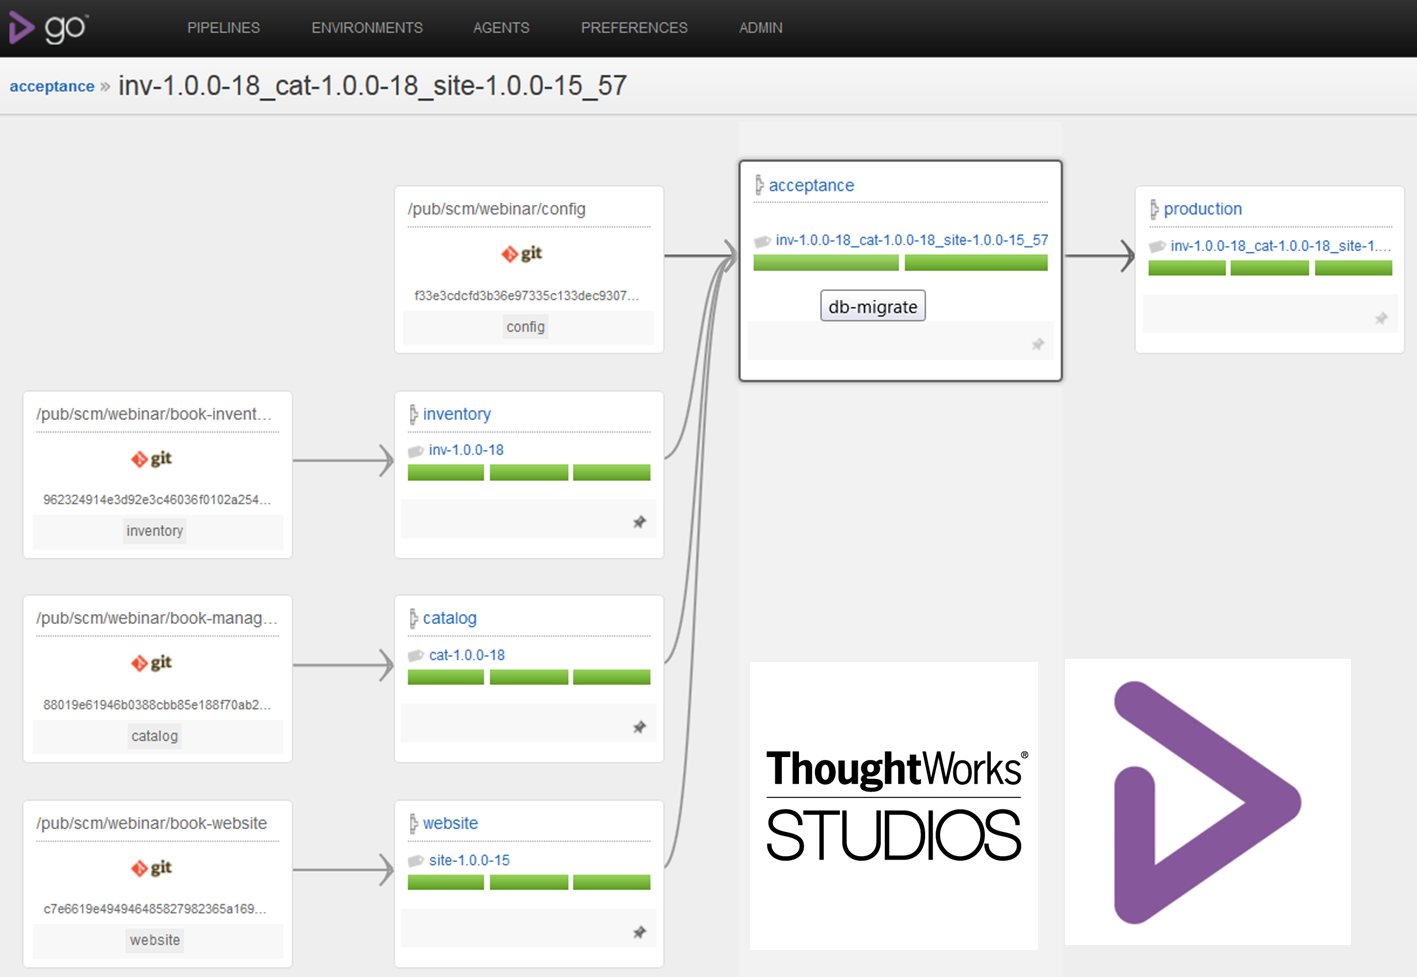 go™
PIPELINES ENVIRONMENTS AGENTS PREFERENCES ADMIN
acceptance » inv-1.0.0-18_cat-1.0.0-18_site-1.0.0-15_57
/pub/scm/webinar/config
git
f33e3cdcfd3b36e97335c133dec9307...
config
acceptance
inv-1.0.0-18_cat-1.0.0-18_site-1.0.0-15_57
db-migrate
production
inv-1.0.0-18_cat-1.0.0-18_site-1....
/pub/scm/webinar/book-invent...
git
962324914e3d92e3c46036f0102a254...
inventory
inventory
inv-1.0.0-18
/pub/scm/webinar/book-manag...
git
88019e61946b0388cbb85e188f70ab2...
catalog
catalog
cat-1.0.0-18
/pub/scm/webinar/book-website
git
c7e6619e494946485827982365a169...
website
website
site-1.0.0-15
ThoughtWorks®
STUDIOS